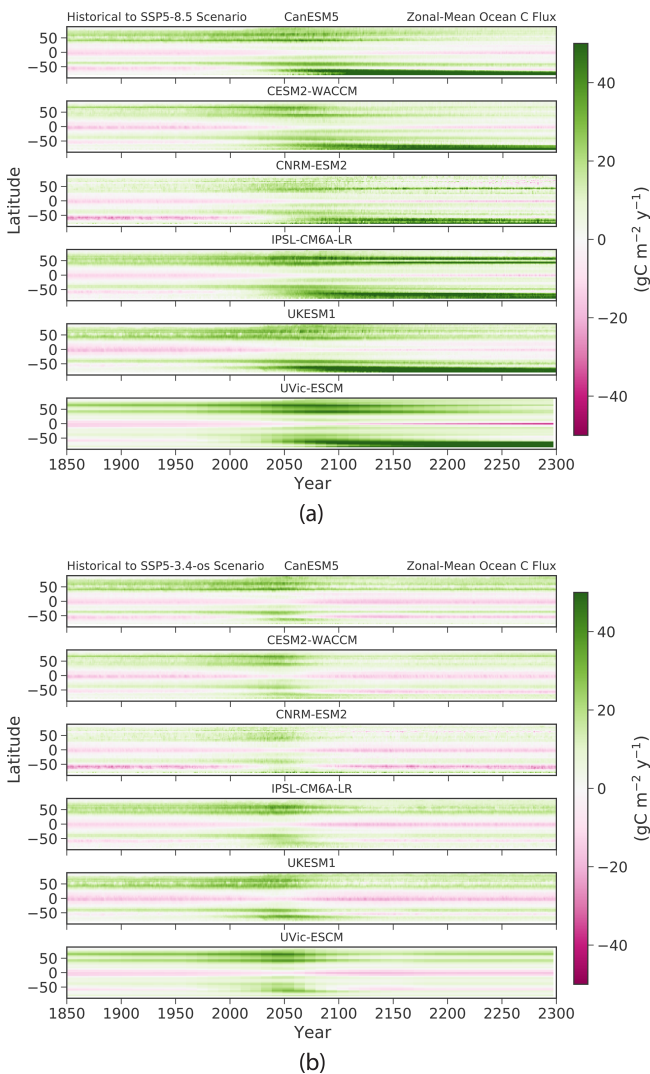 Historical to SSP5-8.5 Scenario CanESM5 Zonal-Mean Ocean C Flux
50
0
−50
CESM2-WACCM
50
0
−50
CNRM-ESM2
50
0
−50
IPSL-CM6A-LR
50
0
−50
UKESM1
50
0
−50
UVic-ESCM
50
0
−50
Latitude
1850 1900 1950 2000 2050 2100 2150 2200 2250 2300
Year
40
20
0
−20
−40
(gC m⁻² y⁻¹)
(a)
Historical to SSP5-3.4-os Scenario CanESM5 Zonal-Mean Ocean C Flux
50
0
−50
CESM2-WACCM
50
0
−50
CNRM-ESM2
50
0
−50
IPSL-CM6A-LR
50
0
−50
UKESM1
50
0
−50
UVic-ESCM
50
0
−50
Latitude
1850 1900 1950 2000 2050 2100 2150 2200 2250 2300
Year
40
20
0
−20
−40
(gC m⁻² y⁻¹)
(b)